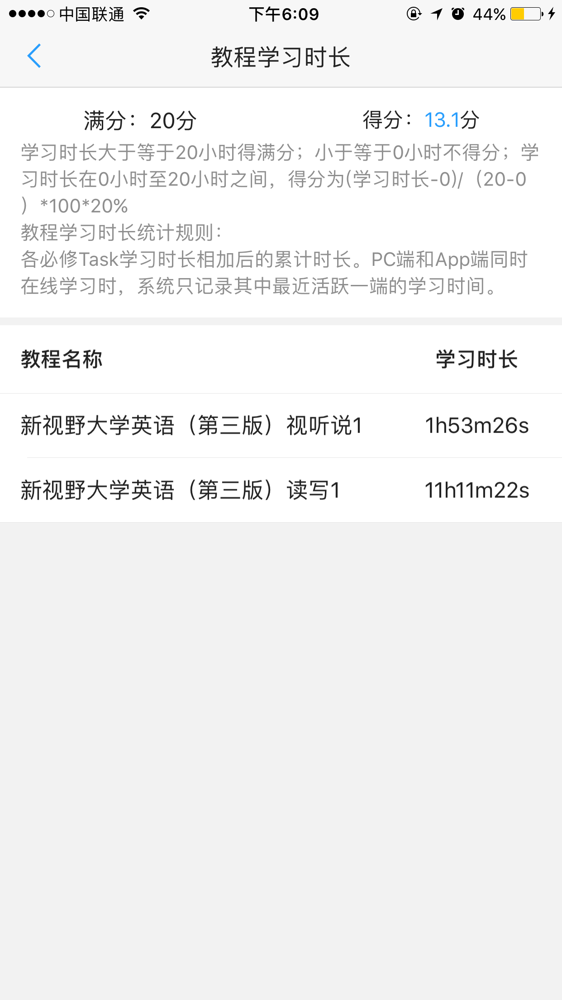 中国联通 下午6:09 44%
教程学习时长
满分：20分 得分：13.1分
学习时长大于等于20小时得满分；小于等于0小时不得分；学
习时长在0小时至20小时之间，得分为(学习时长-0)/（20-0
）*100*20%
教程学习时长统计规则：
各必修Task学习时长相加后的累计时长。PC端和App端同时
在线学习时，系统只记录其中最近活跃一端的学习时间。
教程名称 学习时长
新视野大学英语（第三版）视听说1 1h53m26s
新视野大学英语（第三版）读写1 11h11m22s